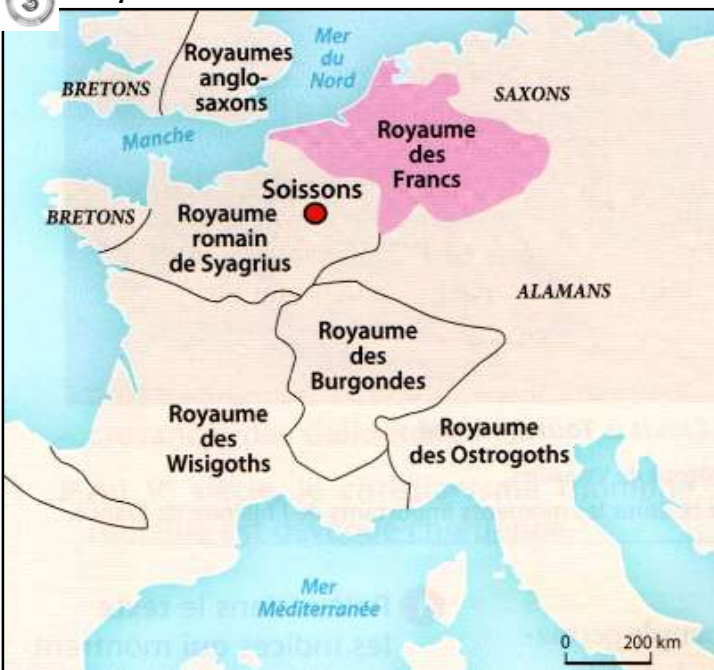 3
Royaumes
anglo-
saxons
Mer
du
Nord
BRETONS
SAXONS
Manche
Royaume
des
Francs
Soissons
BRETONS
Royaume
romain
de Syagrius
ALAMANS
Royaume
des
Burgondes
Royaume
des
Wisigoths
Royaume
des Ostrogoths
Mer
Méditerranée
0 200 km